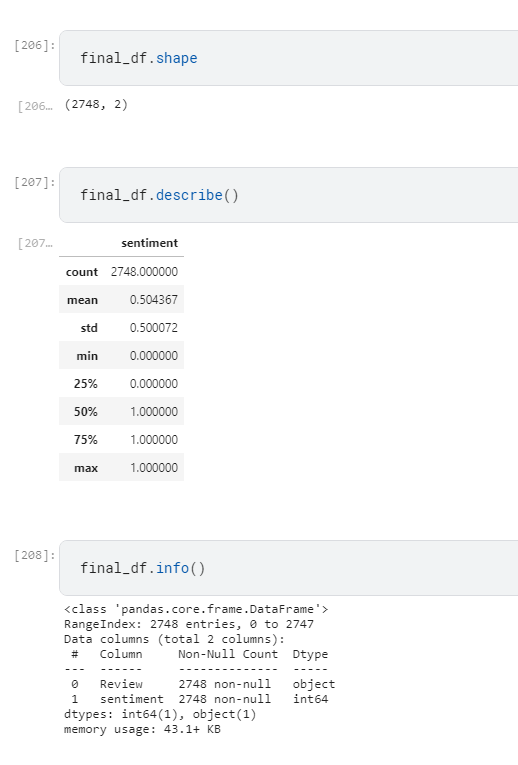 [206]:
final_df.shape
[206… (2748, 2)
[207]:
final_df.describe()
[207…
sentiment
count 2748.000000
mean 0.504367
std 0.500072
min 0.000000
25% 0.000000
50% 1.000000
75% 1.000000
max 1.000000
[208]:
final_df.info()
<class 'pandas.core.frame.DataFrame'>
RangeIndex: 2748 entries, 0 to 2747
Data columns (total 2 columns):
 #   Column     Non-Null Count  Dtype
---  ------     --------------  -----
 0   Review     2748 non-null   object
 1   sentiment  2748 non-null   int64
dtypes: int64(1), object(1)
memory usage: 43.1+ KB